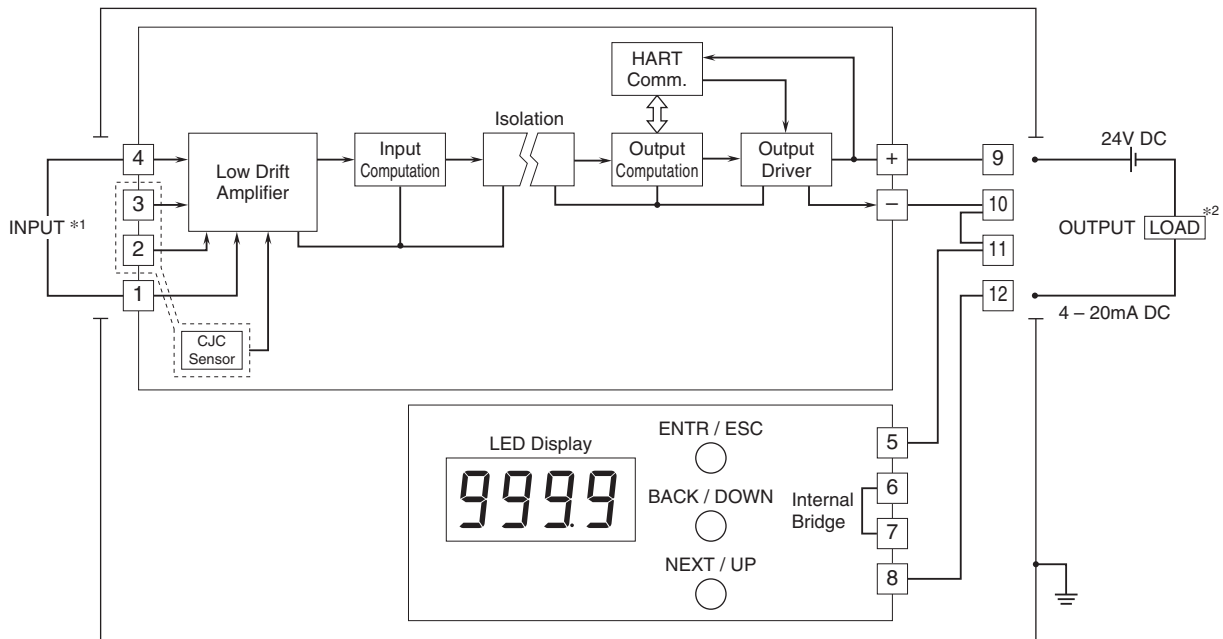 HART
Comm.
Isolation
24V DC
4
Low Drift
Amplifier
Input
Computation
Output
Computation
Output
Driver
+
9
3
–
10
INPUT *1
OUTPUT
LOAD
*2
2
11
1
12
4 – 20mA DC
CJC
Sensor
LED Display
999.9
ENTR / ESC
5
BACK / DOWN
Internal
Bridge
6
7
NEXT / UP
8